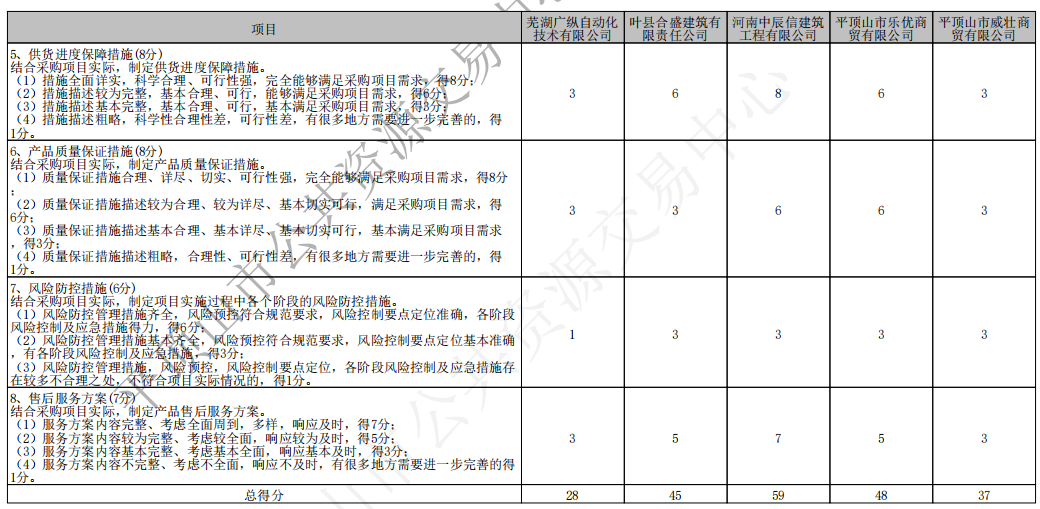 项目
芜湖广纵自动化
技术有限公司
叶县合盛建筑有
限责任公司
河南中辰信建筑
工程有限公司
平顶山市乐优商
贸有限公司
平顶山市威壮商
贸有限公司
5、供货进度保障措施(8分)
结合采购项目实际，制定供货进度保障措施。
（1）措施全面详实，科学合理、可行性强，完全能够满足采购项目需求，得8分；
（2）措施描述较为完整，基本合理、可行，能够满足采购项目需求，得6分；
（3）措施描述基本完整，基本合理、可行，基本满足采购项目需求，得3分；
（4）措施描述粗略，科学性合理性差，可行性差，有很多地方需要进一步完善的，得
1分。
3
6
8
6
3
6、产品质量保证措施(8分)
结合采购项目实际，制定产品质量保证措施。
（1）质量保证措施合理、详尽、切实、可行性强，完全能够满足采购项目需求，得8分
；
（2）质量保证措施描述较为合理、较为详尽、基本切实可行，满足采购项目需求，得
6分；
（3）质量保证措施描述基本合理、基本详尽、基本切实可行，基本满足采购项目需求
，得3分；
（4）质量保证措施描述粗略，合理性、可行性差，有很多地方需要进一步完善的，得
1分。
3
3
6
6
3
7、风险防控措施(6分)
结合采购项目实际，制定项目实施过程中各个阶段的风险防控措施。
（1）风险防控管理措施齐全，风险预控符合规范要求，风险控制要点定位准确，各阶段
风险控制及应急措施得力，得6分；
（2）风险防控管理措施基本齐全，风险预控符合规范要求，风险控制要点定位基本准确
，有各阶段风险控制及应急措施，得3分；
（3）风险防控管理措施，风险预控，风险控制要点定位，各阶段风险控制及应急措施存
在较多不合理之处，不符合项目实际情况的，得1分。
1
3
3
3
3
8、售后服务方案(7分)
结合采购项目实际，制定产品售后服务方案。
（1）服务方案内容完整、考虑全面周到，多样，响应及时，得7分；
（2）服务方案内容较为完整、考虑较全面，响应较为及时，得5分；
（3）服务方案内容基本完整、考虑基本全面，响应基本及时，得3分；
（4）服务方案内容不完整、考虑不全面，响应不及时，有很多地方需要进一步完善的得
1分。
3
5
7
5
3
总得分
28
45
59
48
37
平顶山市公共资源交易中心
山市公共资源交易中心